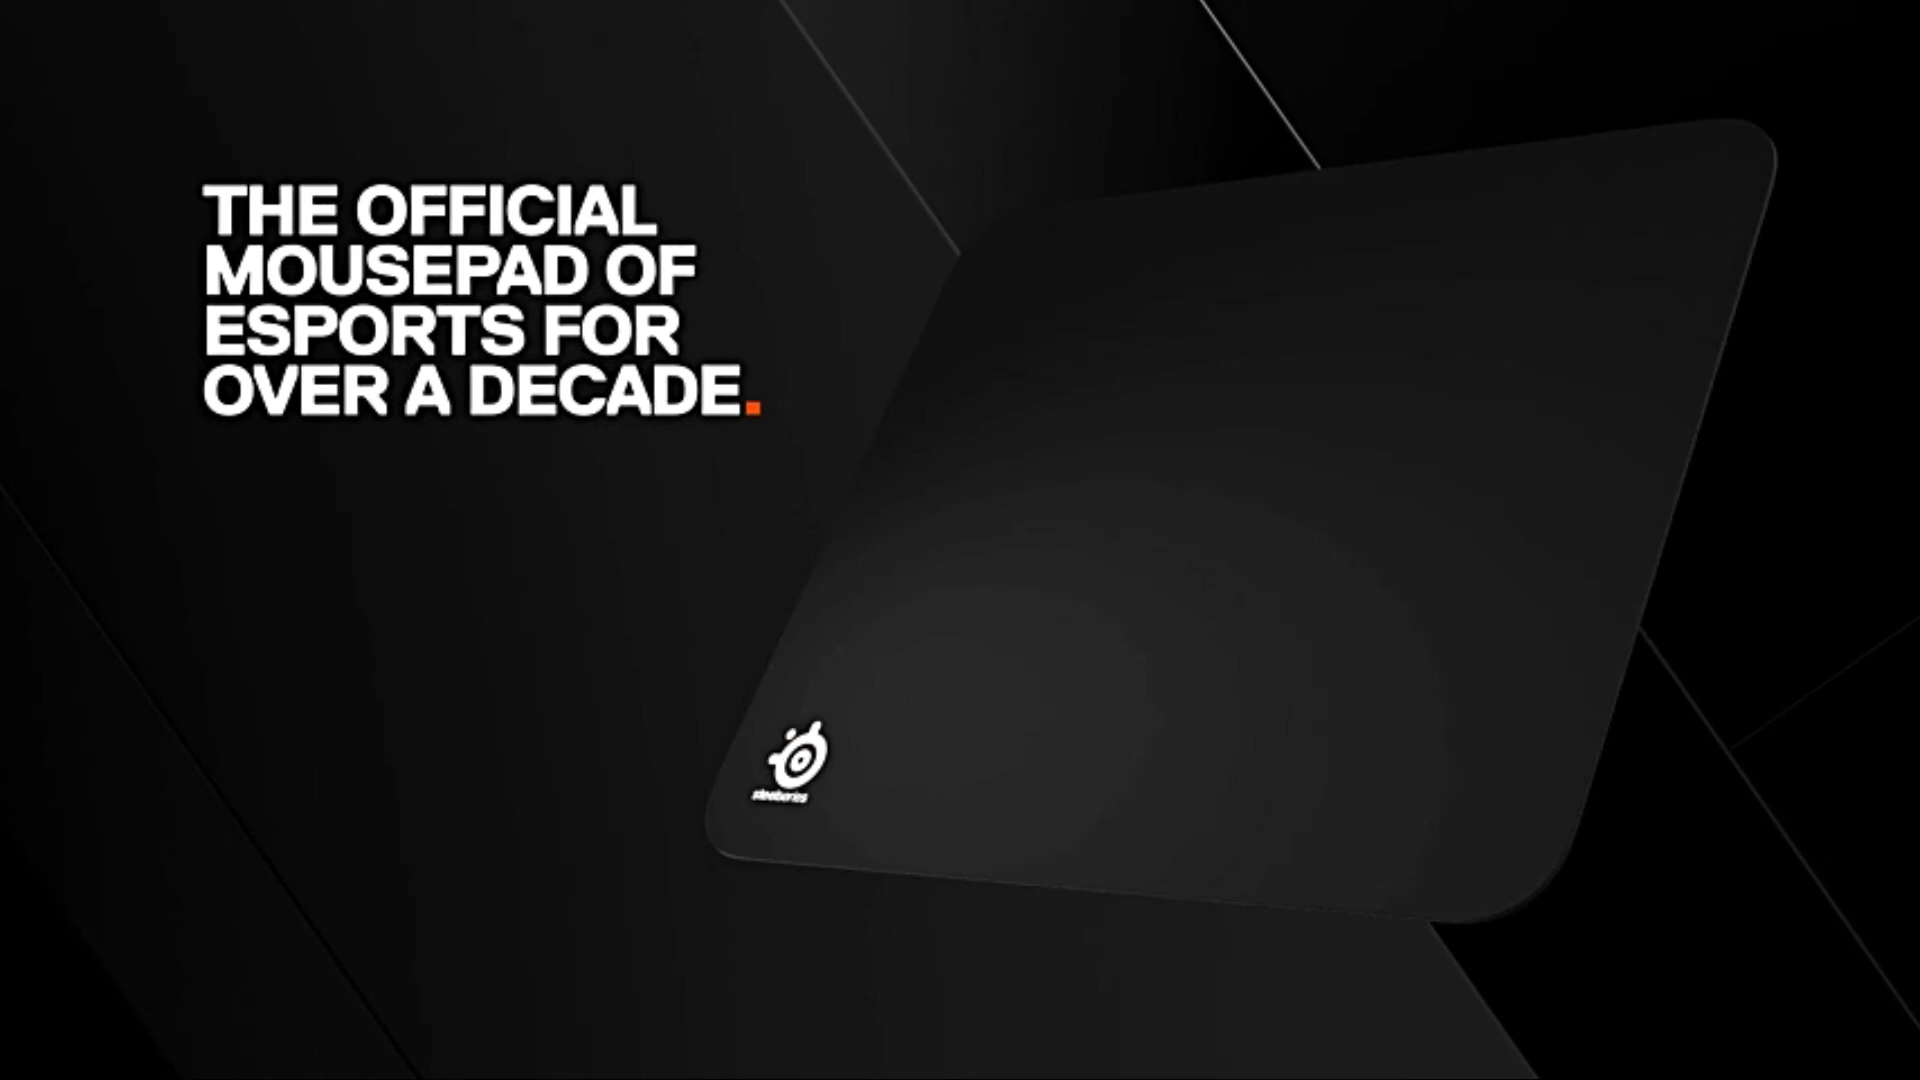 THE OFFICIAL
MOUSEPAD OF
ESPORTS FOR
OVER A DECADE.
steelseries